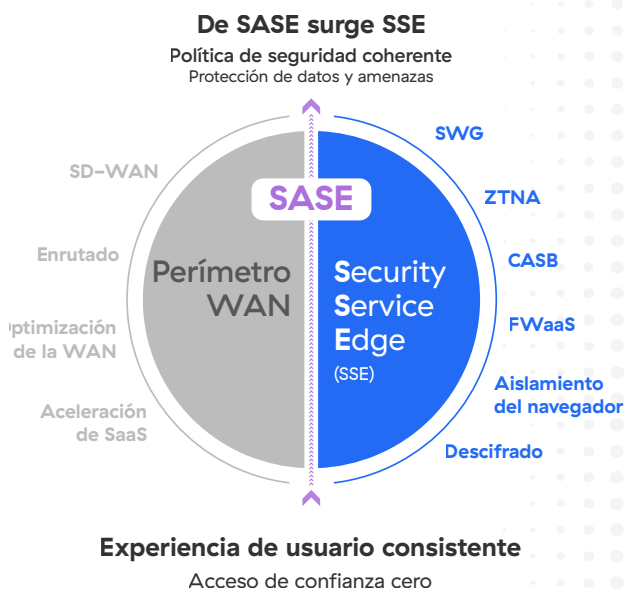 De SASE surge SSE
Política de seguridad coherente
Protección de datos y amenazas
SASE
SD-WAN
Enrutado
ptimización
de la WAN
Aceleración
de SaaS
Perímetro
WAN
Security
Service
Edge
(SSE)
SWG
ZTNA
CASB
FWaaS
Aislamiento
del navegador
Descifrado
Experiencia de usuario consistente
Acceso de confianza cero